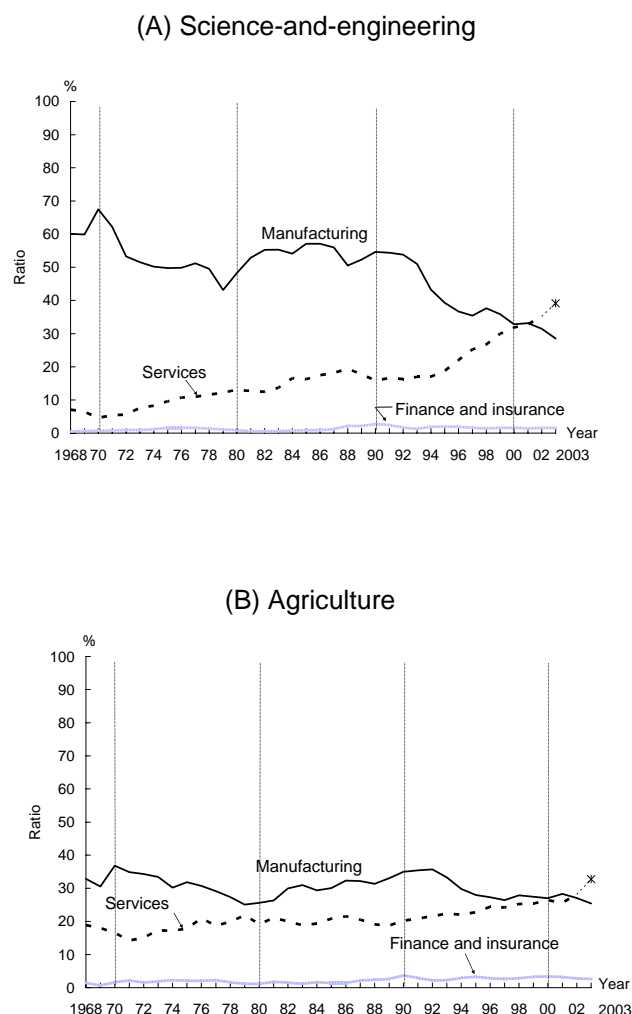 (A) Science-and-engineering
%
100
90
80
70
60
50
40
30
20
10
0
Ratio
Manufacturing
Services
Finance and insurance
Year
1968 70 72 74 76 78 80 82 84 86 88 90 92 94 96 98 00 02 2003
(B) Agriculture
%
100
90
80
70
60
50
40
30
20
10
0
Ratio
Manufacturing
Services
Finance and insurance
Year
1968 70 72 74 76 78 80 82 84 86 88 90 92 94 96 98 00 02 2003